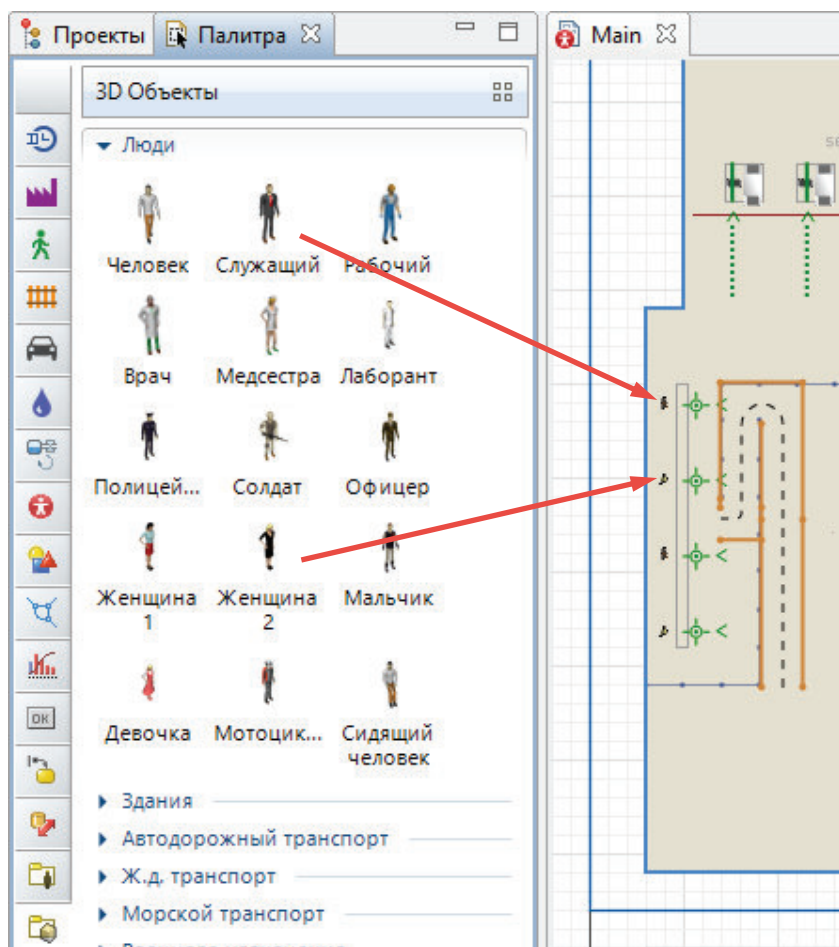 Проекты
Палитра
Main
3D Объекты
Люди
Человек
Служащий
Рабочий
Врач
Медсестра
Лаборант
Полицей...
Солдат
Офицер
Женщина
1
Женщина
2
Мальчик
Девочка
Мотоцик...
Сидящий
человек
OK
Здания
Автодорожный транспорт
Ж.д. транспорт
Морской транспорт